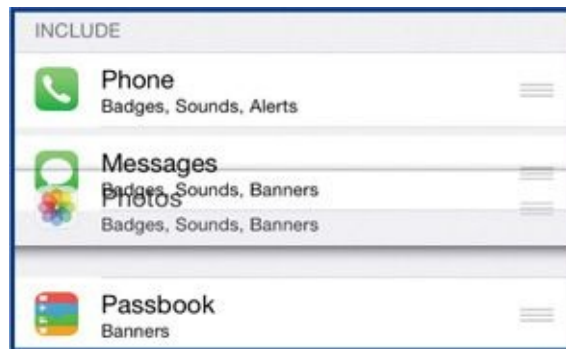 INCLUDE
Phone
Badges, Sounds, Alerts
Messages
Badges, Sounds, Banners
Photos
Badges, Sounds, Banners
Passbook
Banners